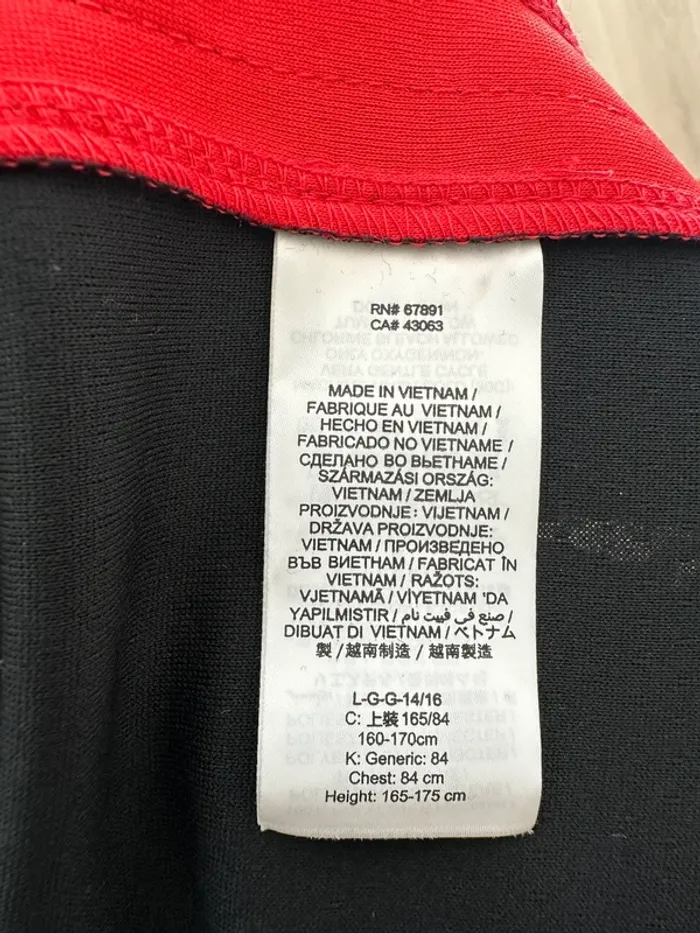 RN# 67891
CA# 43063
MADE IN VIETNAM /
FABRIQUE AU VIETNAM /
HECHO EN VIETNAM /
FABRICADO NO VIETNAME /
СДЕЛАНО ВО ВЬЕТНАМЕ /
SZÁRMAZÁSI ORSZÁG:
VIETNAM / ZEMLJA
PROIZVODNJE: VIJETNAM /
DRŽAVA PROIZVODNJE:
VIETNAM / ПРОИЗВЕДЕНО
ВЪВ ВИЕТНАМ / FABRICAT ÎN
VIETNAM / RAŽOTS:
VJETNAMĀ / VİYETNAM 'DA
YAPILMISTIR / صنع في فييت نام /
DIBUAT DI VIETNAM / ベトナム
製 / 越南制造 / 越南製造
L-G-G-14/16
C: 上裝 165/84
160-170cm
K: Generic: 84
Chest: 84 cm
Height: 165-175 cm